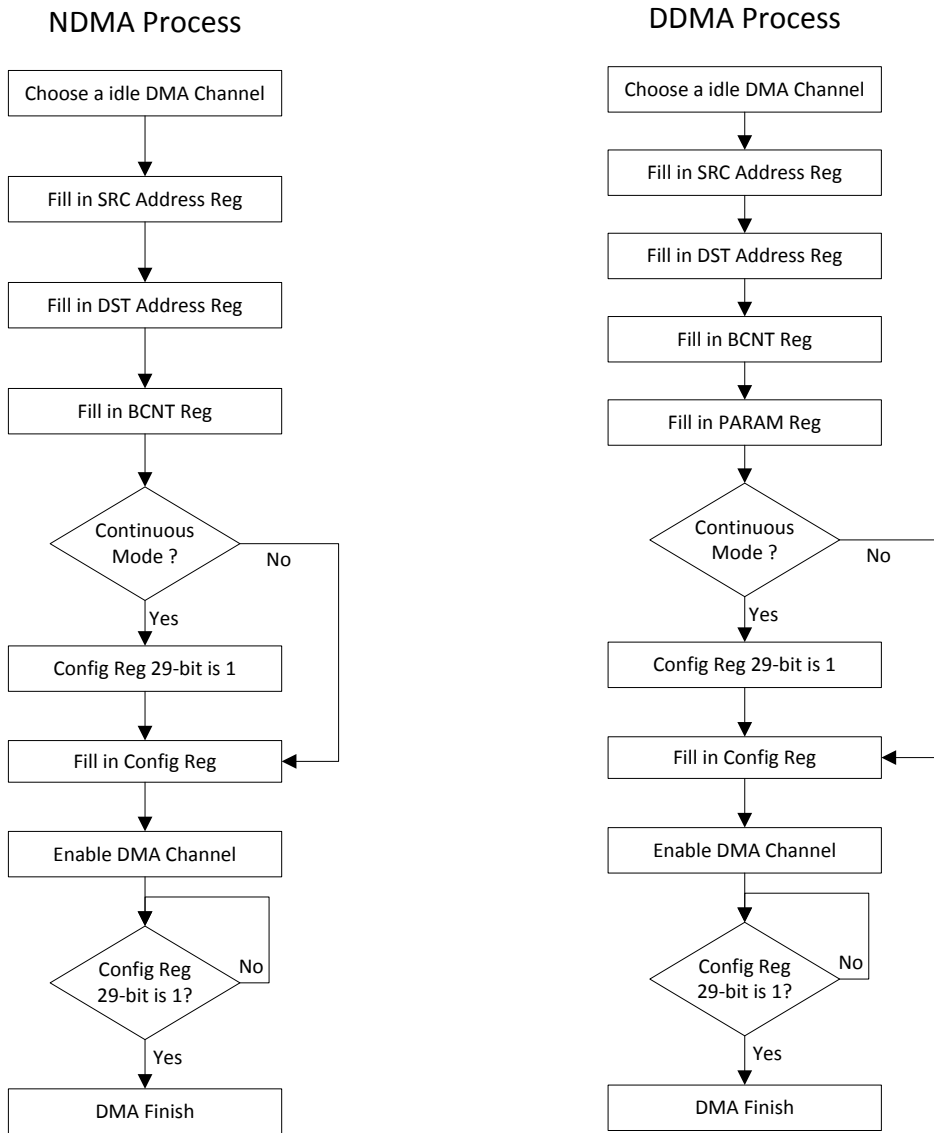 NDMA Process
Choose a idle DMA Channel
Fill in SRC Address Reg
Fill in DST Address Reg
Fill in BCNT Reg
Continuous
Mode ?
No
Yes
Config Reg 29-bit is 1
Fill in Config Reg
Enable DMA Channel
Config Reg
29-bit is 1?
No
Yes
DMA Finish
DDMA Process
Choose a idle DMA Channel
Fill in SRC Address Reg
Fill in DST Address Reg
Fill in BCNT Reg
Fill in PARAM Reg
Continuous
Mode ?
No
Yes
Config Reg 29-bit is 1
Fill in Config Reg
Enable DMA Channel
Config Reg
29-bit is 1?
No
Yes
DMA Finish